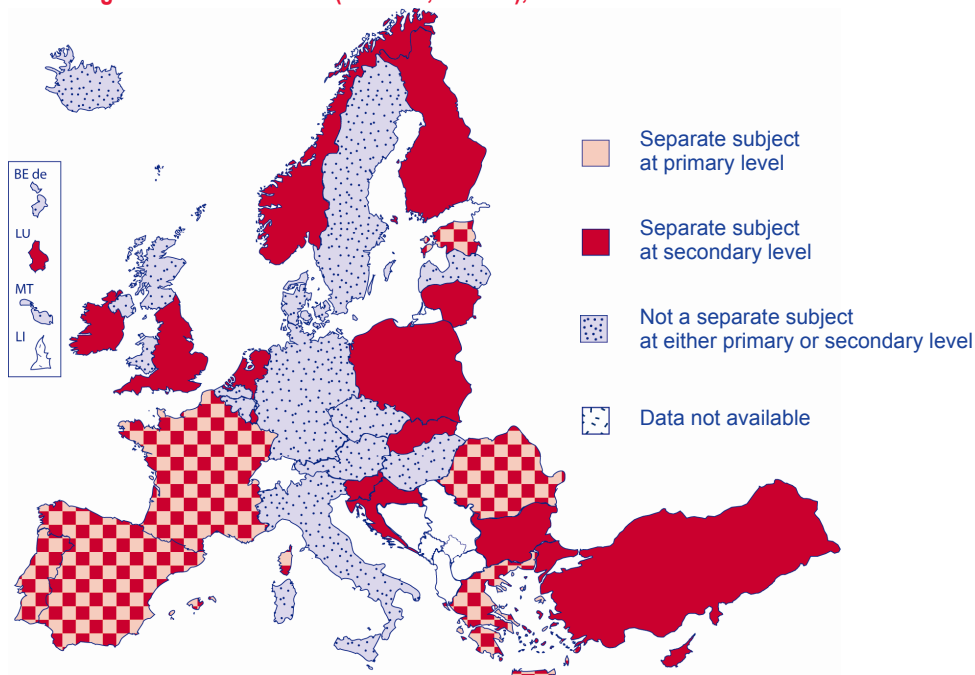 BE de
LU
MT
LI
Separate subject
at primary level
Separate subject
at secondary level
Not a separate subject
at either primary or secondary level
Data not available